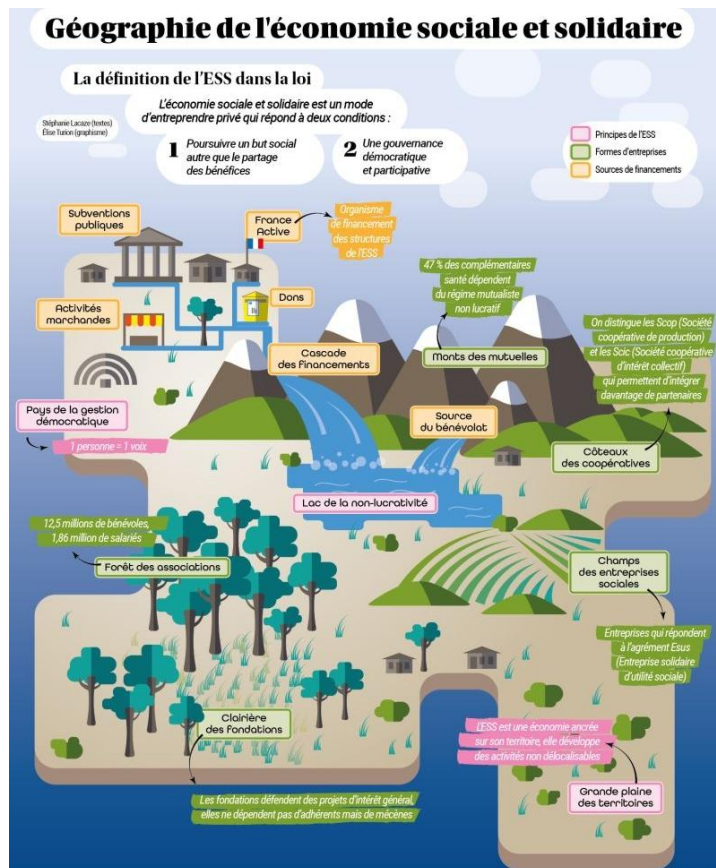 Géographie de l'économie sociale et solidaire
La définition de l'ESS dans la loi
Stéphanie Lacaze (textes)
Élise Turion (graphisme)
L'économie sociale et solidaire est un mode
d'entreprendre privé qui répond à deux conditions :
1 Poursuivre un but social
autre que le partage
des bénéfices
2 Une gouvernance
démocratique
et participative
Principes de l'ESS
Formes d'entreprises
Sources de financements
Subventions
publiques
France
Active
Organisme
de financement
des structures
de l'ESS
Activités
marchandes
Dons
Cascade
des financements
47 % des complémentaires
santé dépendent
du régime mutualiste
non lucratif
Monts des mutuelles
On distingue les Scop (Société
coopérative de production)
et les Scic (Société coopérative
d'intérêt collectif)
qui permettent d'intégrer
davantage de partenaires
Pays de la gestion
démocratique
1 personne = 1 voix
Source
du bénévolat
Côteaux
des coopératives
Lac de la non-lucrativité
12,5 millions de bénévoles,
1,86 million de salariés
Forêt des associations
Champs
des entreprises
sociales
Entreprises qui répondent
à l'agrément Esus
(Entreprise solidaire
d'utilité sociale)
Clairière
des fondations
Les fondations défendent des projets d'intérêt général,
elles ne dépendent pas d'adhérents mais de mécènes
L'ESS est une économie ancrée
sur son territoire, elle développe
des activités non délocalisables
Grande plaine
des territoires